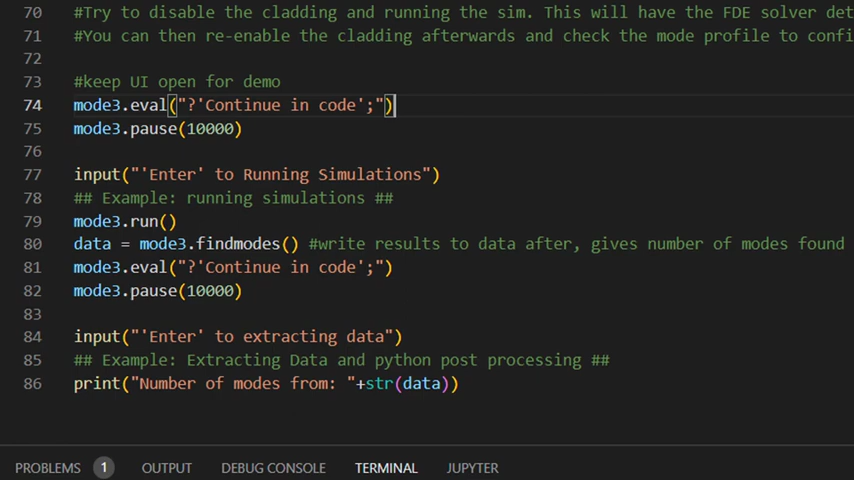 70 #Try to disable the cladding and running the sim. This will have the FDE solver det
71 #You can then re-enable the cladding afterwards and check the mode profile to confi
72
73 #keep UI open for demo
74 mode3.eval("?'Continue in code';")
75 mode3.pause(10000)
76
77 input("'Enter' to Running Simulations")
78 ## Example: running simulations ##
79 mode3.run()
80 data = mode3.findmodes() #write results to data after, gives number of modes found
81 mode3.eval("?'Continue in code';")
82 mode3.pause(10000)
83
84 input("'Enter' to extracting data")
85 ## Example: Extracting Data and python post processing ##
86 print("Number of modes from: "+str(data))
PROBLEMS 1 OUTPUT DEBUG CONSOLE TERMINAL JUPYTER